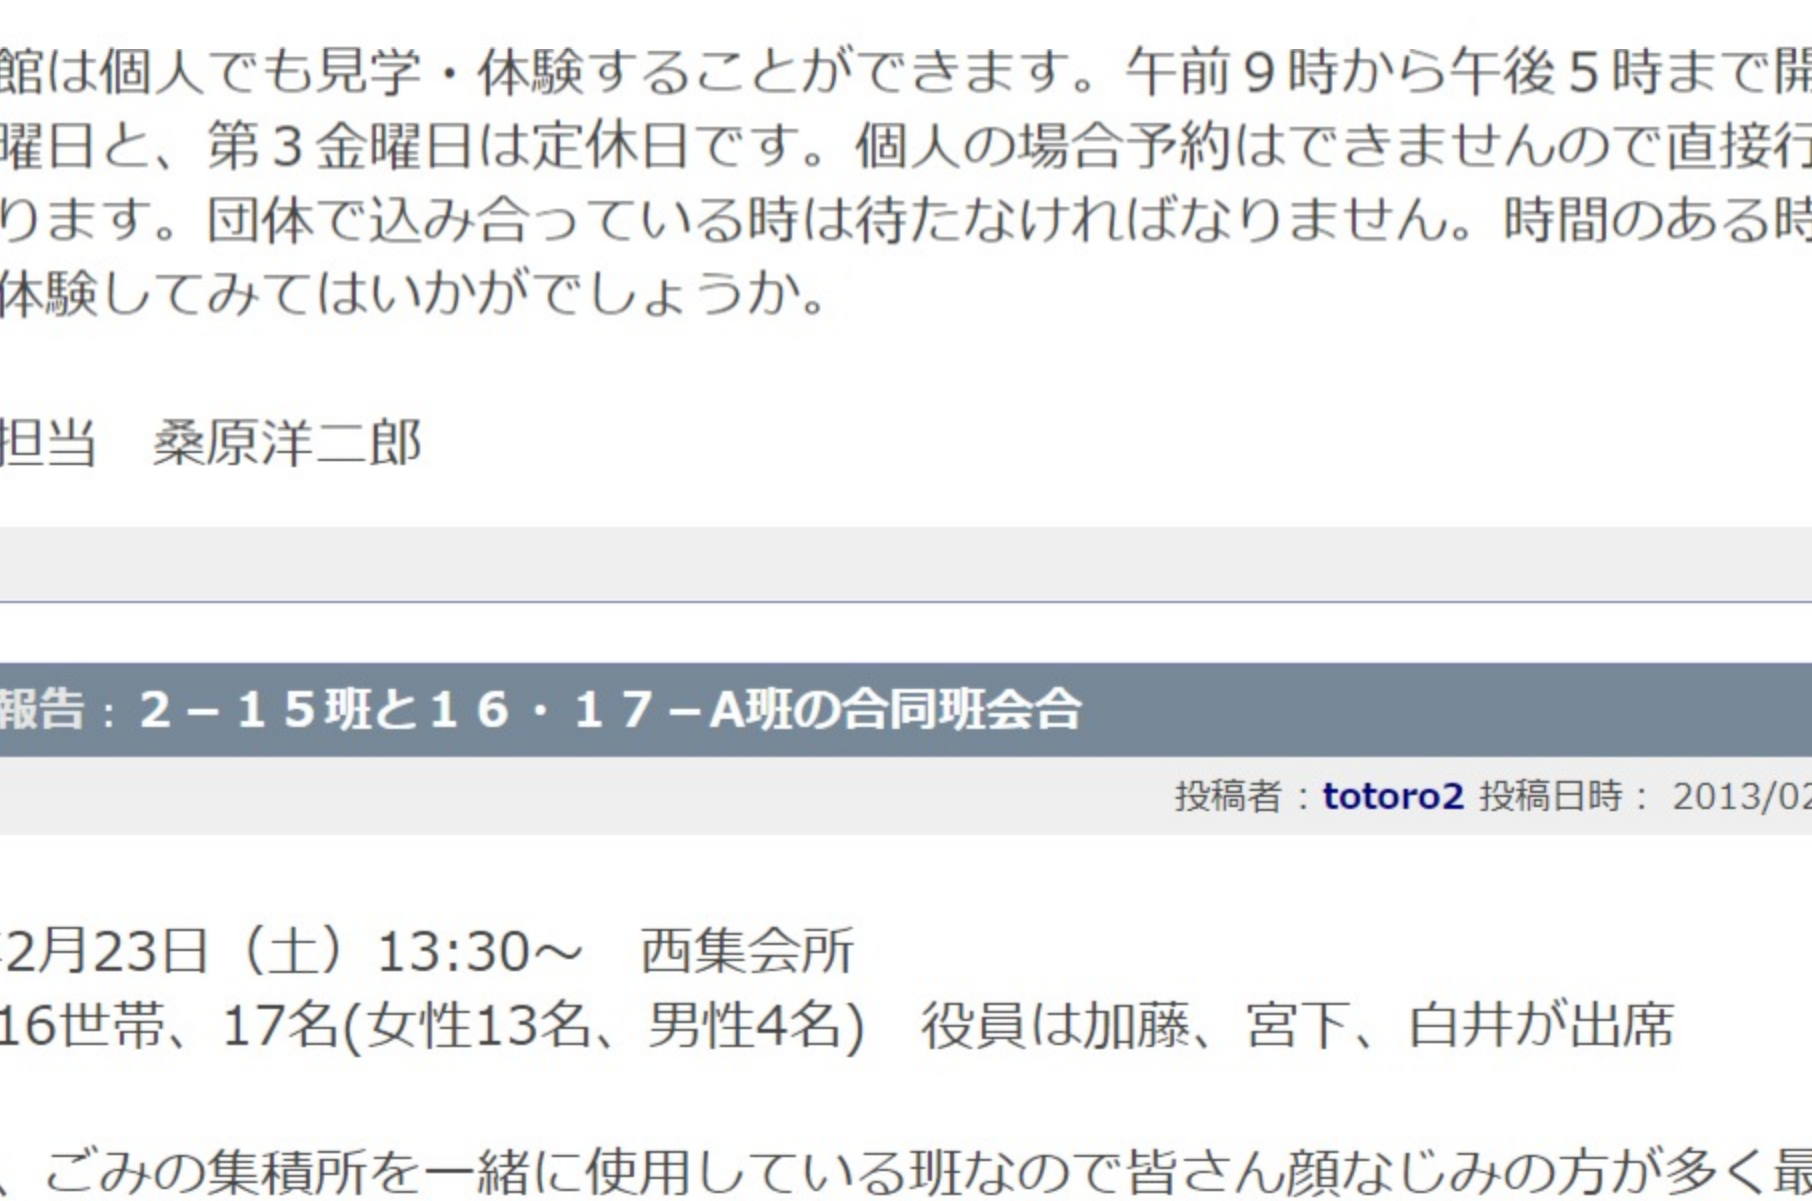 館は個人でも見学・体験することができます。午前９時から午後５時まで開
曜日と、第３金曜日は定休日です。個人の場合予約はできませんので直接行
ります。団体で込み合っている時は待たなければなりません。時間のある時
体験してみてはいかがでしょうか。
担当　桑原洋二郎
報告：２－１５班と１６・１７－A班の合同班会合
投稿者：totoro2 投稿日時： 2013/02
2月23日（土）13:30～　西集会所
16世帯、17名(女性13名、男性4名)　役員は加藤、宮下、白井が出席
、ごみの集積所を一緒に使用している班なので皆さん顔なじみの方が多く最